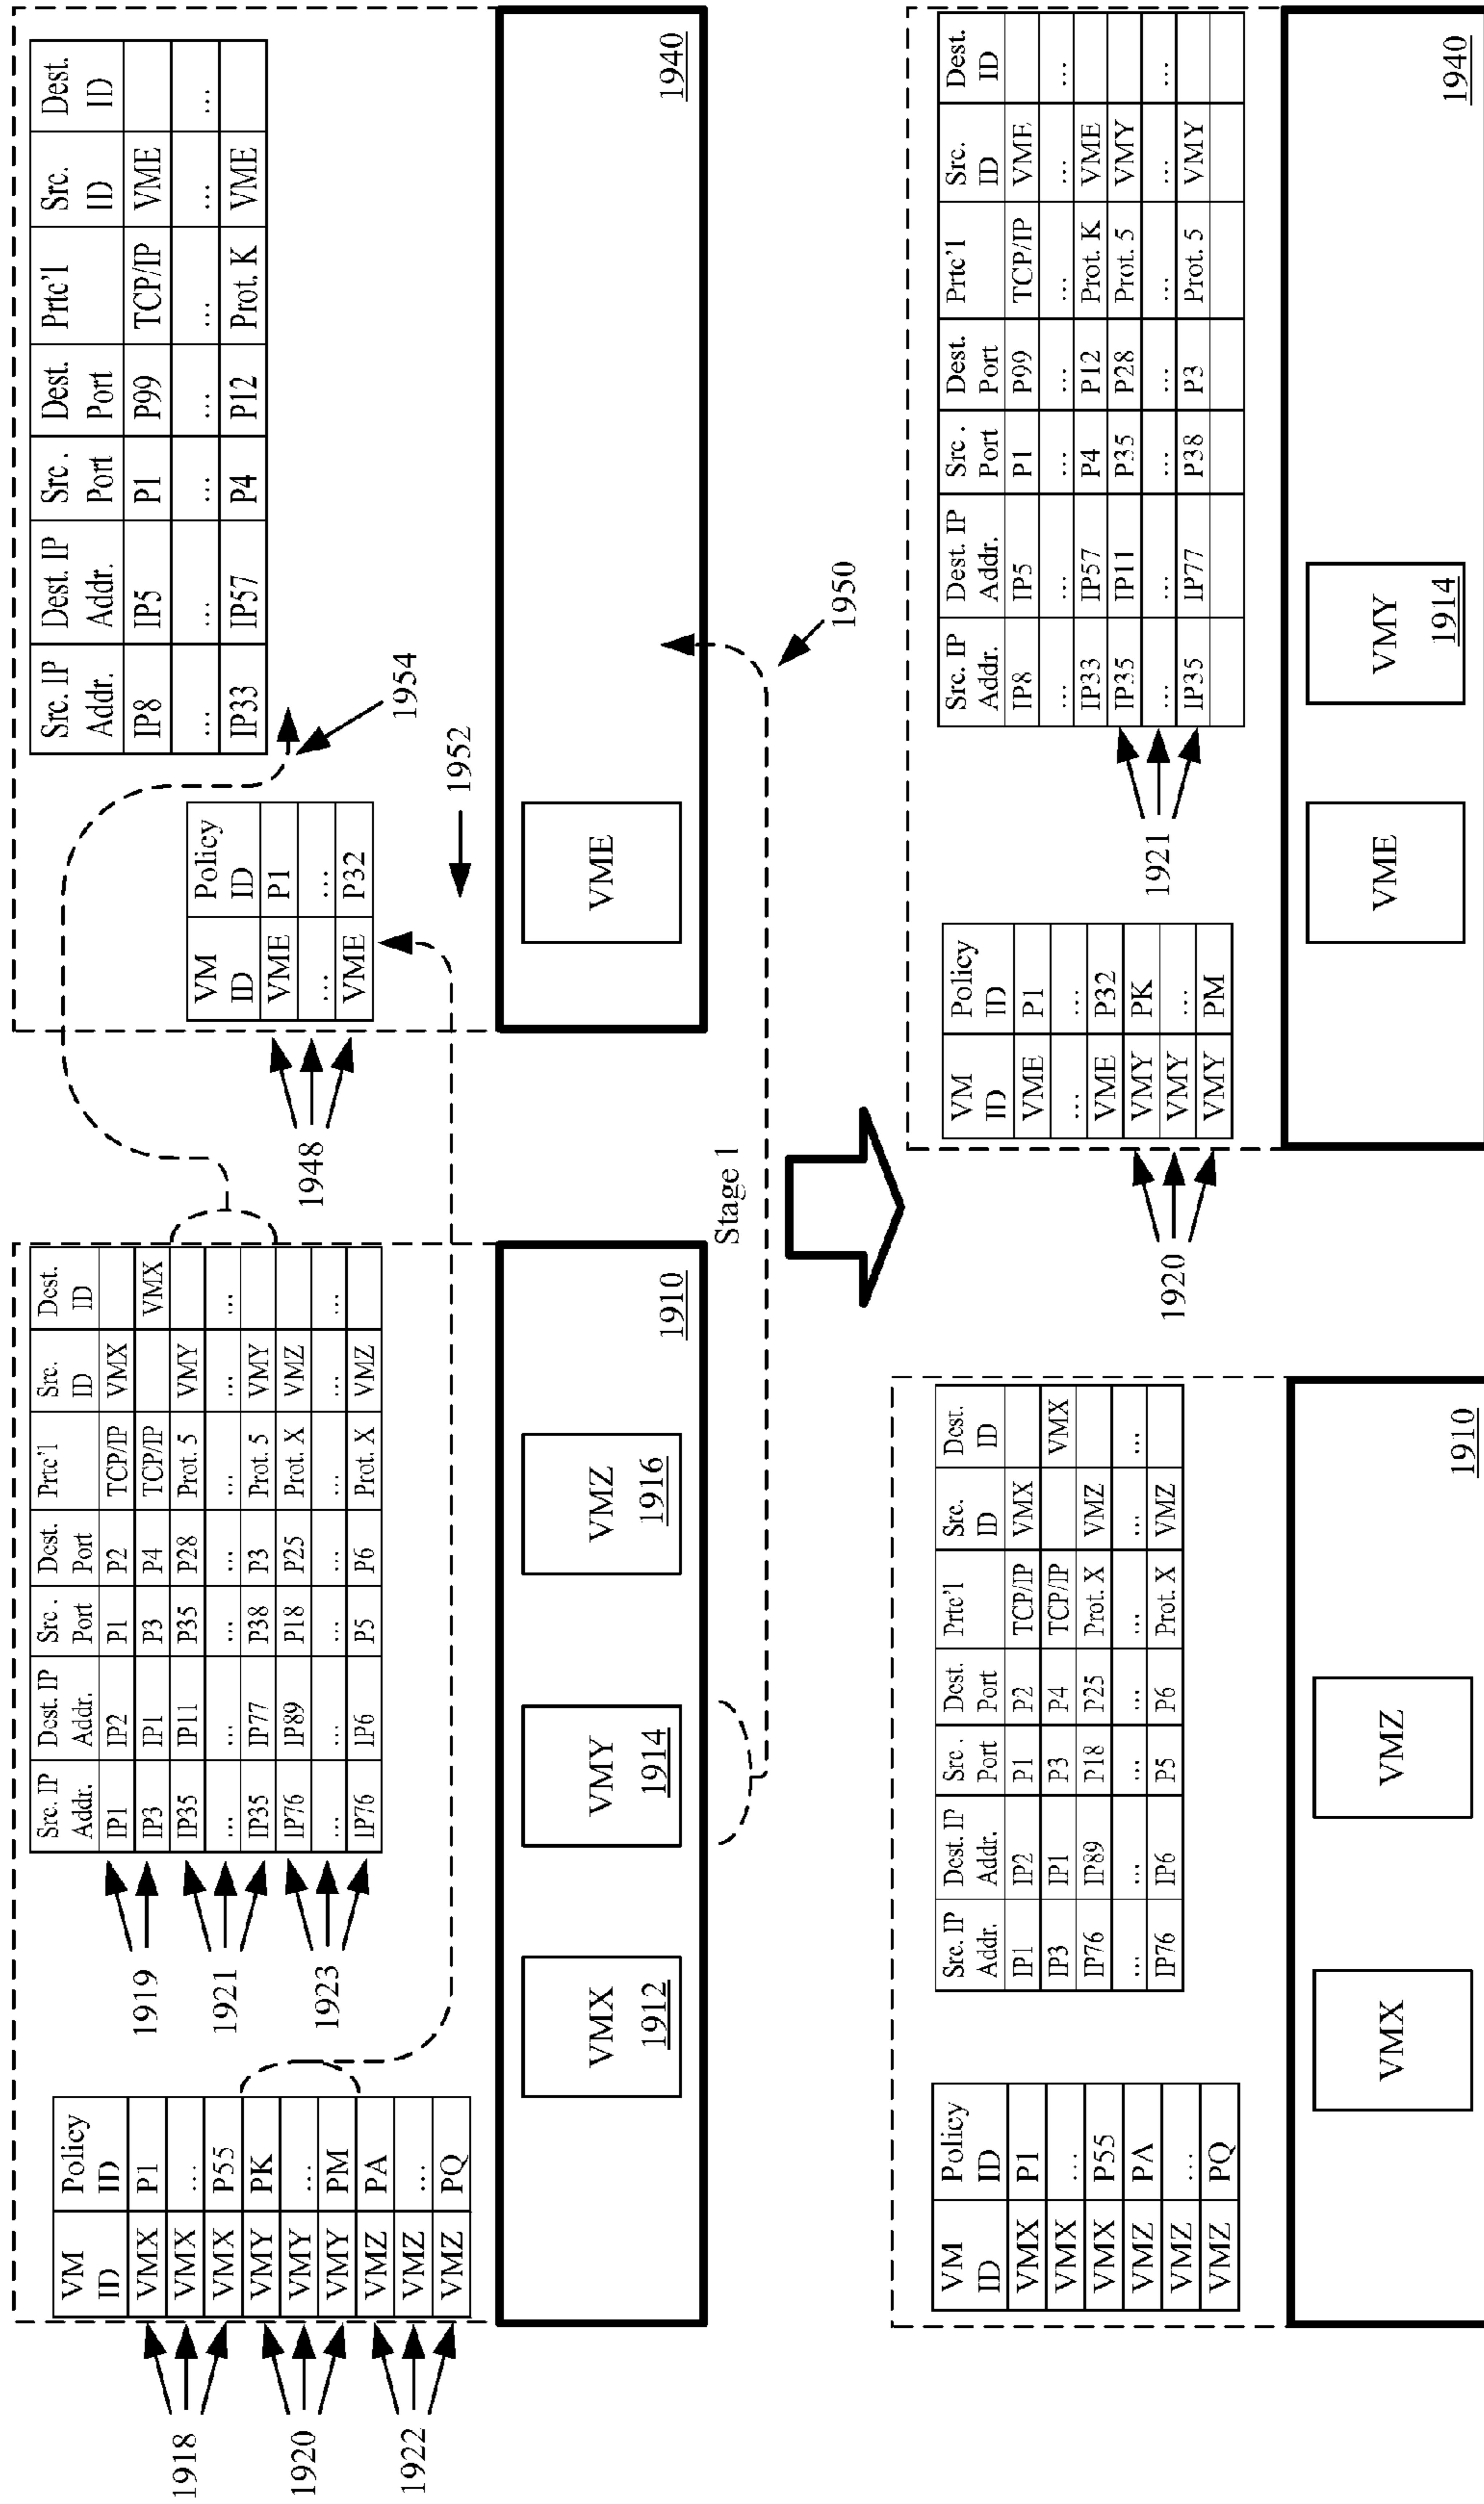 VM ID Policy ID
VMX P1
VMX ...
VMX P55
VMY PK
VMY ...
VMY PM
VMZ PA
VMZ ...
VMZ PQ
1918
1920
1922
Src. IP Addr. Dest. IP Addr. Src . Port Dest. Port Prtc'l Src. ID Dest. ID
IP1 IP2 P1 P2 TCP/IP VMX
IP3 IP1 P3 P4 TCP/IP VMX
IP35 IP11 P35 P28 Prot. 5 VMY
... ... ... ... ... ... ...
IP35 IP77 P38 P3 Prot. 5 VMY
IP76 IP89 P18 P25 Prot. X VMZ
... ... ... ... ... ... ...
IP76 IP6 P5 P6 Prot. X VMZ
1919
1921
1923
VMX
1912
VMY
1914
VMZ
1916
1910
1948
VM ID Policy ID
VME P1
... ...
VME P32
1952
1954
Src. IP Addr. Dest. IP Addr. Src . Port Dest. Port Prtc'l Src. ID Dest. ID
IP8 IP5 P1 P99 TCP/IP VME
... ... ... ... ... ... ...
IP33 IP57 P4 P12 Prot. K VME
VME
1940
1950
Stage 1
VM ID Policy ID
VMX P1
VMX ...
VMX P55
VMZ PA
VMZ ...
VMZ PQ
Src. IP Addr. Dest. IP Addr. Src . Port Dest. Port Prtc'l Src. ID Dest. ID
IP1 IP2 P1 P2 TCP/IP VMX
IP3 IP1 P3 P4 TCP/IP VMX
IP76 IP89 P18 P25 Prot. X VMZ
... ... ... ... ... ... ...
IP76 IP6 P5 P6 Prot. X VMZ
VMX
VMZ
1910
1920
VM ID Policy ID
VME P1
... ...
VME P32
VMY PK
VMY ...
VMY PM
1921
Src. IP Addr. Dest. IP Addr. Src . Port Dest. Port Prtc'l Src. ID Dest. ID
IP8 IP5 P1 P99 TCP/IP VME
... ... ... ... ... ... ...
IP33 IP57 P4 P12 Prot. K VME
IP35 IP11 P35 P28 Prot. 5 VMY
... ... ... ... ... ... ...
IP35 IP77 P38 P3 Prot. 5 VMY
VME
VMY
1914
1940